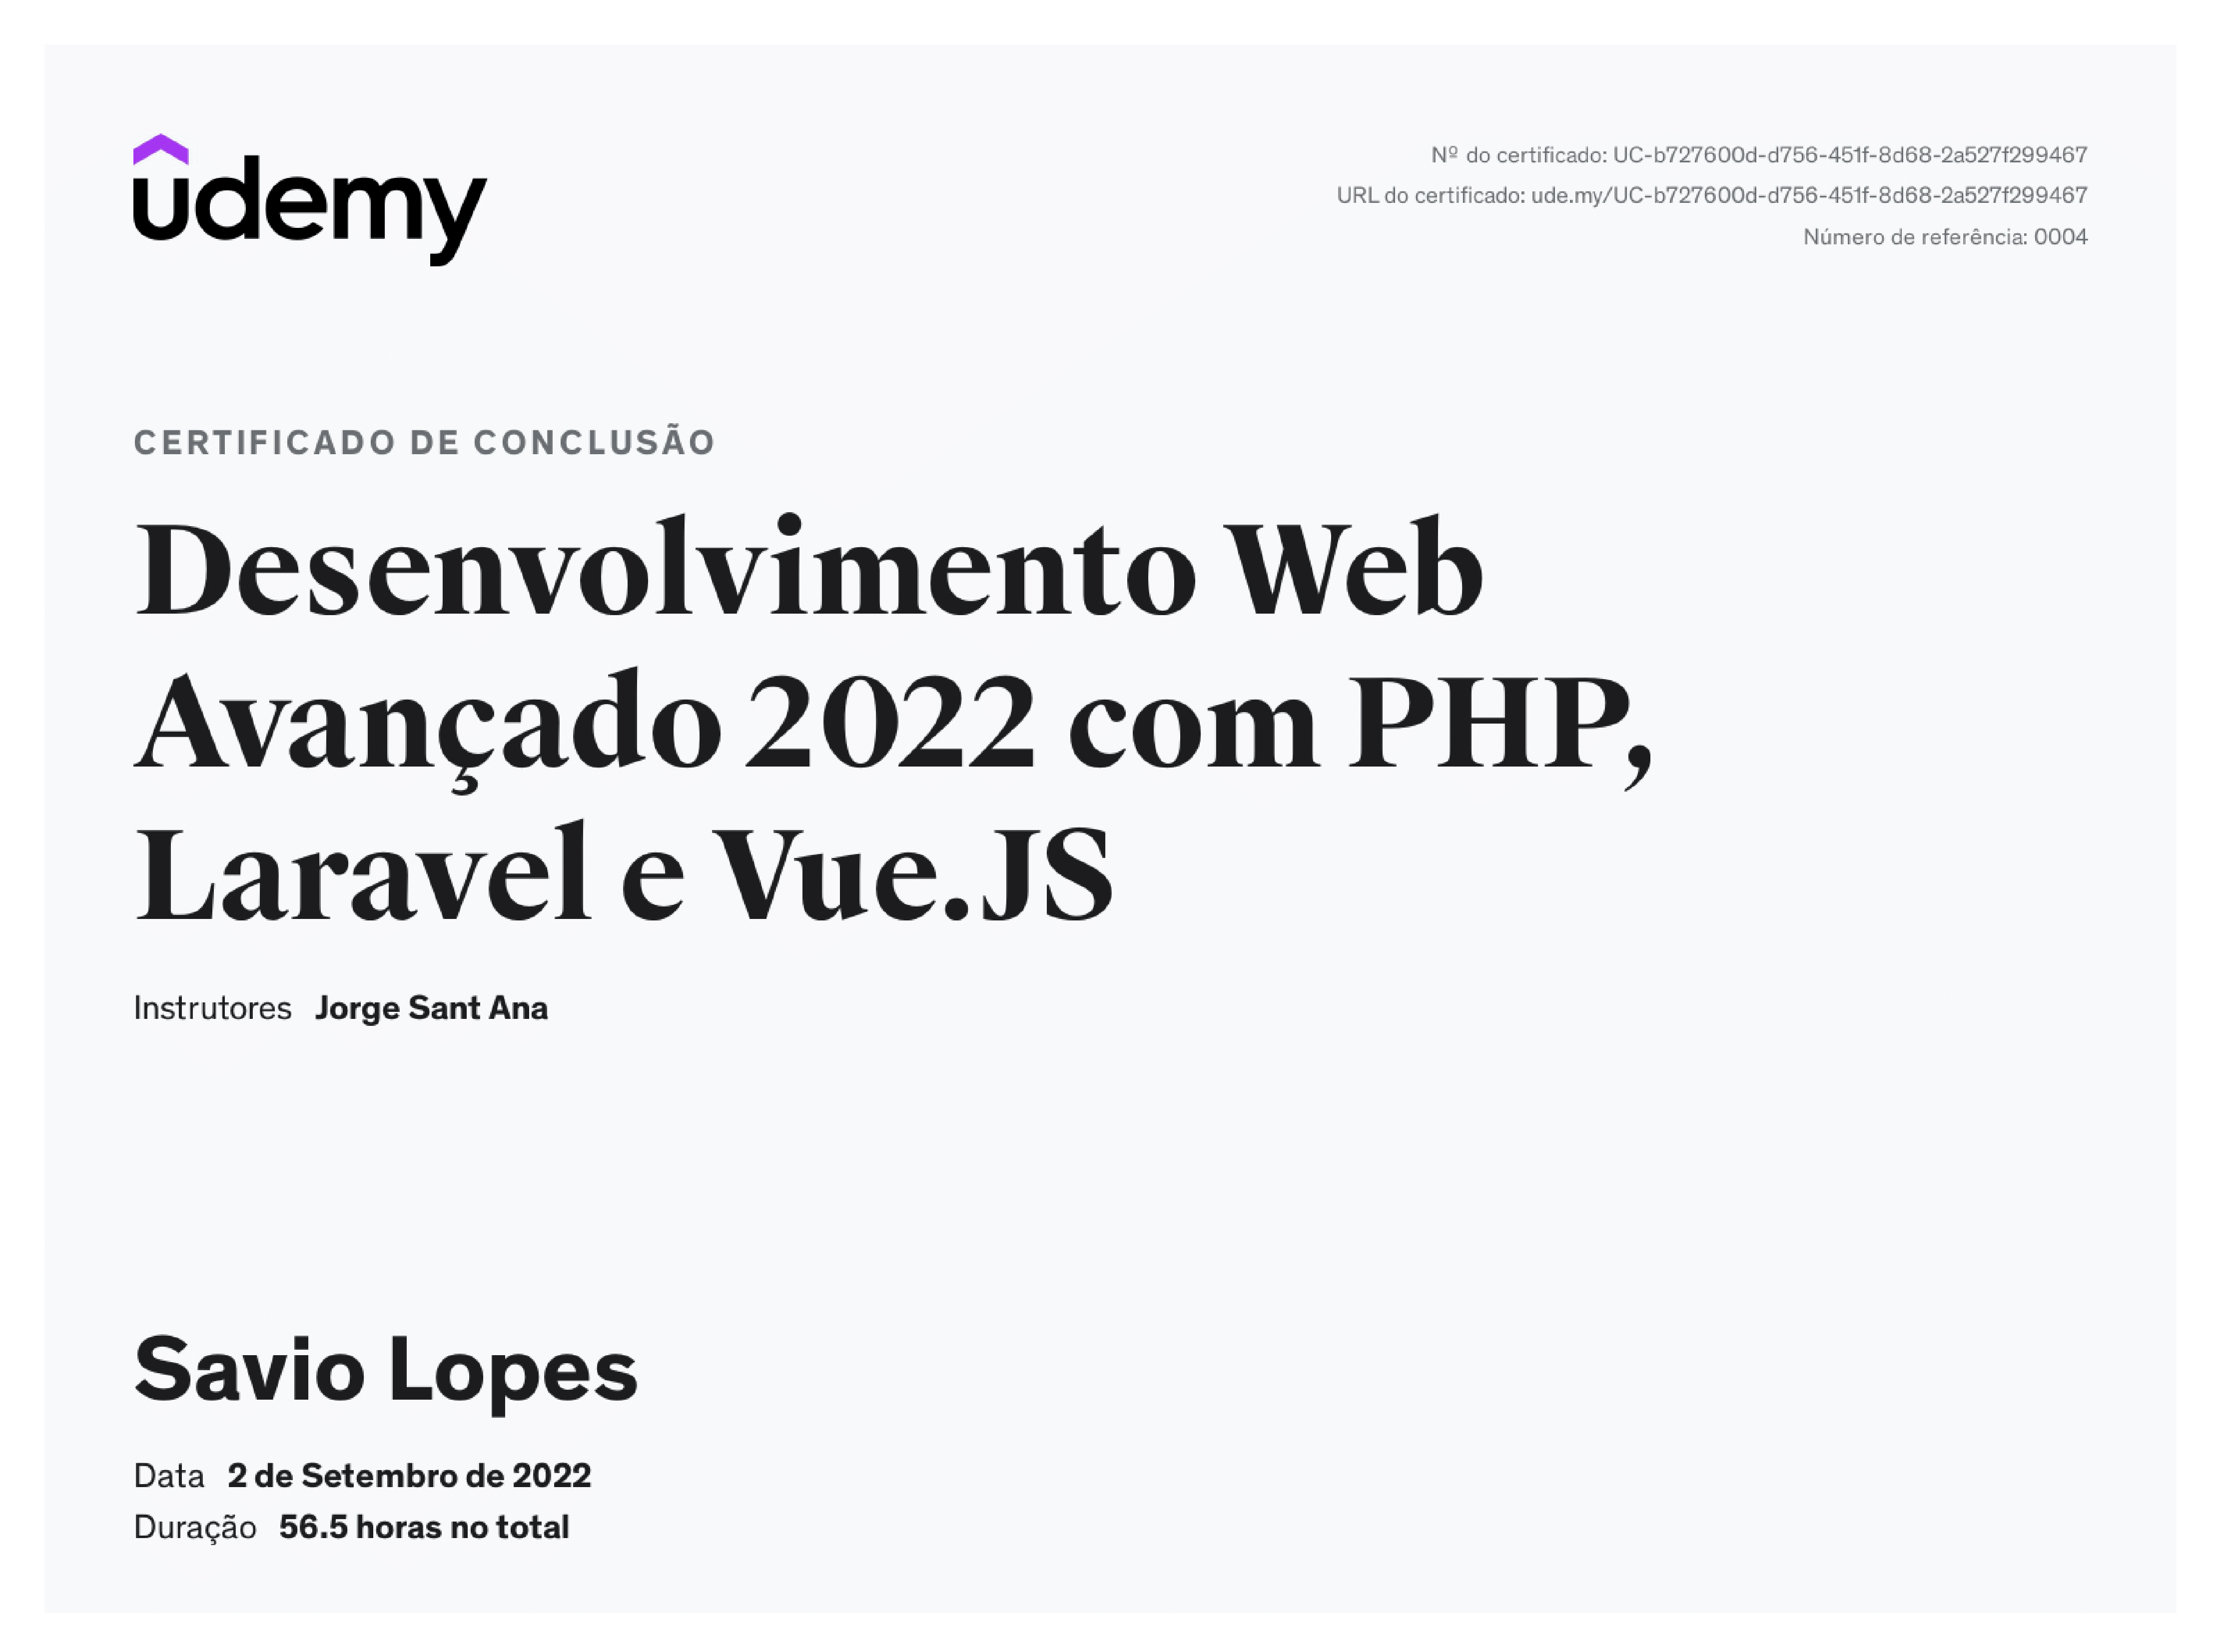 udemy
Nº do certificado: UC-b727600d-d756-451f-8d68-2a527f299467
URL do certificado: ude.my/UC-b727600d-d756-451f-8d68-2a527f299467
Número de referência: 0004
CERTIFICADO DE CONCLUSÃO
Desenvolvimento Web
Avançado 2022 com PHP,
Laravel e Vue.JS
Instrutores Jorge Sant Ana
Savio Lopes
Data 2 de Setembro de 2022
Duração 56.5 horas no total